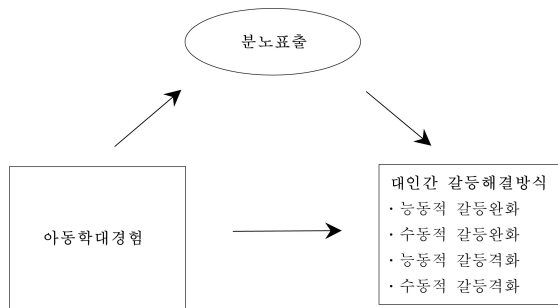 분노표출
아동학대경험
대인간 갈등해결방식
· 능동적 갈등완화
· 수동적 갈등완화
· 능동적 갈등격화
· 수동적 갈등격화